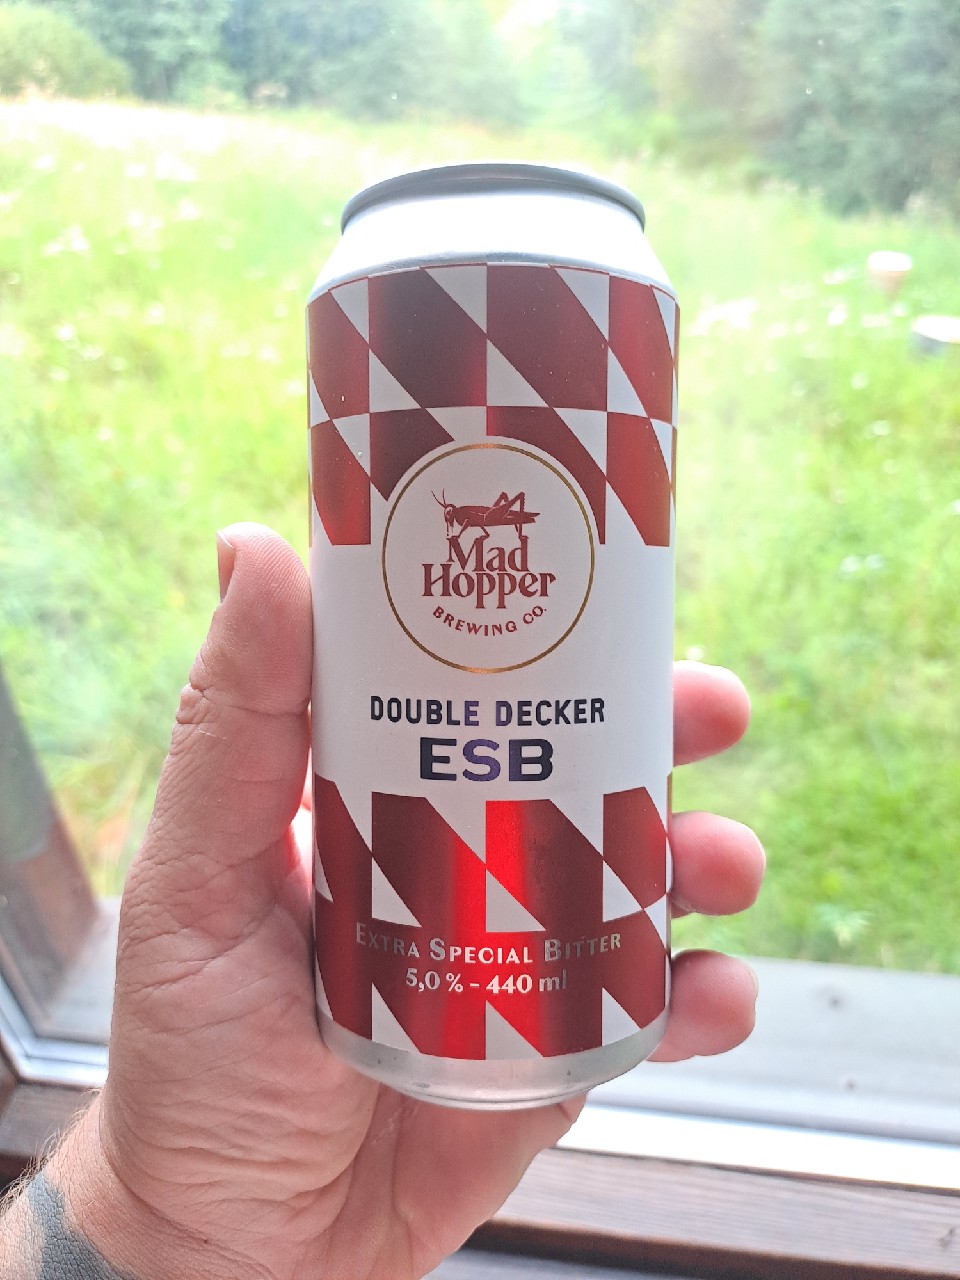 Mad
Hopper
BREWING CO.
DOUBLE DECKER
ESB
EXTRA SPECIAL BITTER
5,0 % - 440 ml